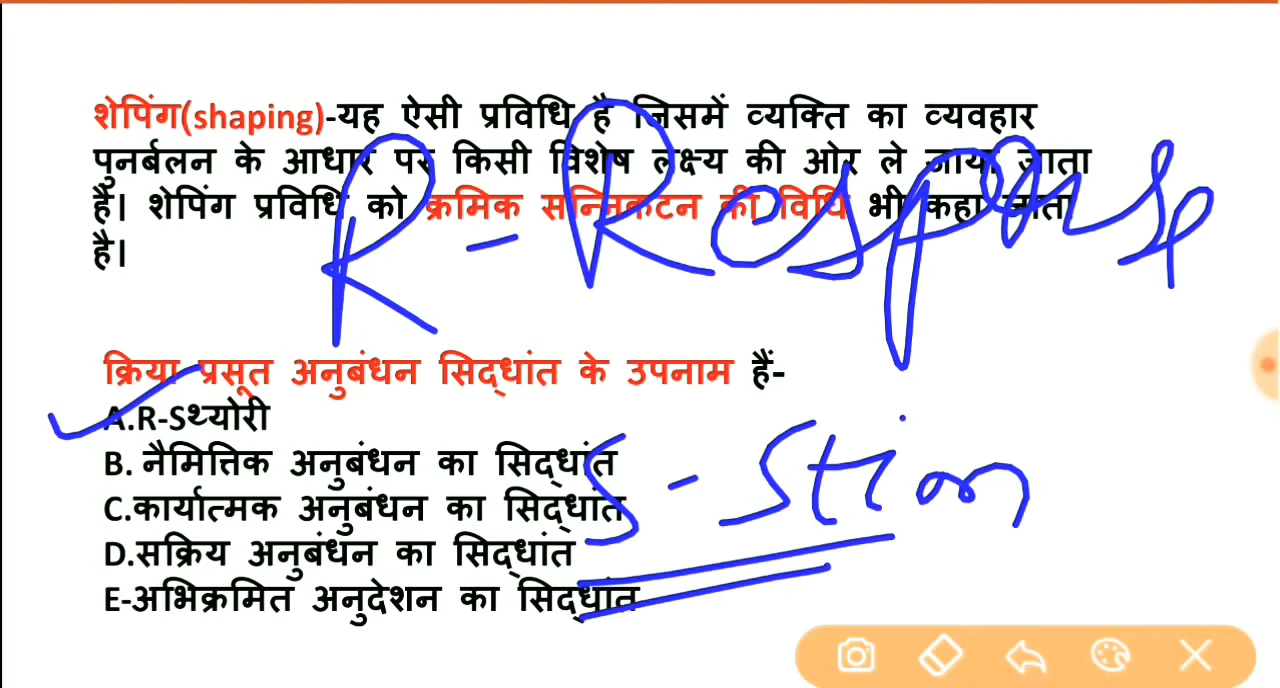 शेपिंग(shaping)-यह ऐसी प्रविधि है जिसमें व्यक्ति का व्यवहार
पुनर्बलन के आधार पर किसी विशेष लक्ष्य की ओर ले जाया जाता
है। शेपिंग प्रविधि को क्रमिक सन्निकटन की विधि भी कहा जाता
है।
R - Response
क्रिया प्रसूत अनुबंधन सिद्धांत के उपनाम हैं-
A.R-Sथ्योरी
B. नैमित्तिक अनुबंधन का सिद्धांत
C.कार्यात्मक अनुबंधन का सिद्धांत
D.सक्रिय अनुबंधन का सिद्धांत
E-अभिक्रमित अनुदेशन का सिद्धांत
S -